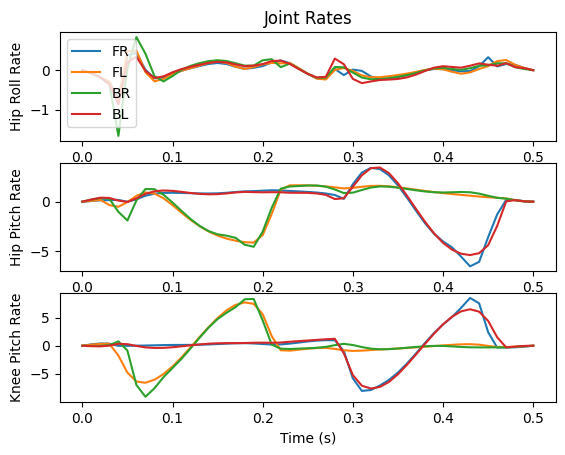 Joint Rates
Hip Roll Rate
0
−1
FR
FL
BR
BL
0.0 0.1 0.2 0.3 0.4 0.5
Hip Pitch Rate
0
−5
0.0 0.1 0.2 0.3 0.4 0.5
Knee Pitch Rate
5
0
−5
0.0 0.1 0.2 0.3 0.4 0.5
Time (s)